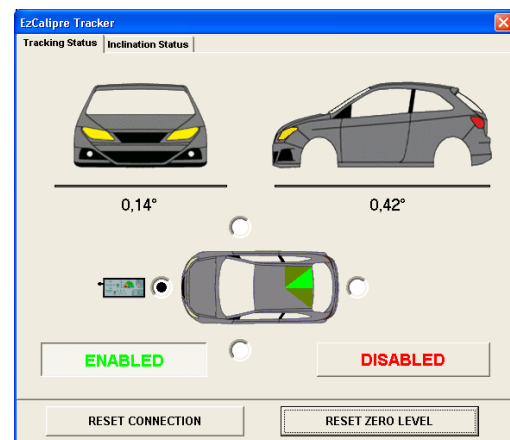 EzCalipre Tracker
Tracking Status Inclination Status
0,14° 0,42°
ENABLED DISABLED
RESET CONNECTION RESET ZERO LEVEL